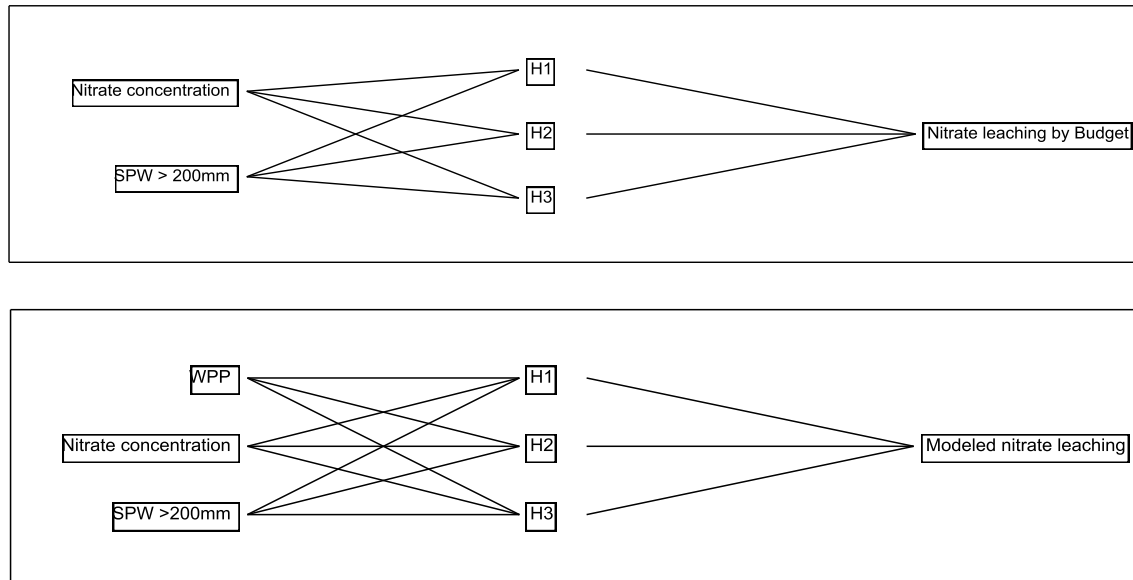 H1
Nitrate concentration
H2
Nitrate leaching by Budget
SPW > 200mm
H3
WPP
H1
Nitrate concentration
H2
Modeled nitrate leaching
SPW >200mm
H3